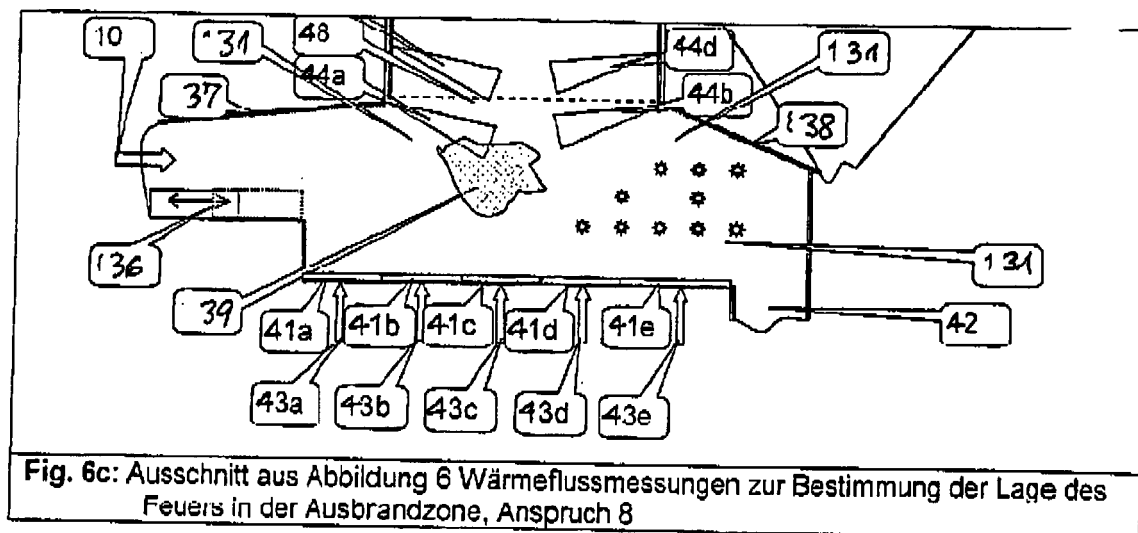 10
131
48
44d
131
44a
44b
37
138
136
131
39
41a
41b
41c
41d
41e
42
43a
43b
43c
43d
43e
Fig. 6c: Ausschnitt aus Abbildung 6 Wärmeflussmessungen zur Bestimmung der Lage des
Feuers in der Ausbrandzone, Anspruch 8